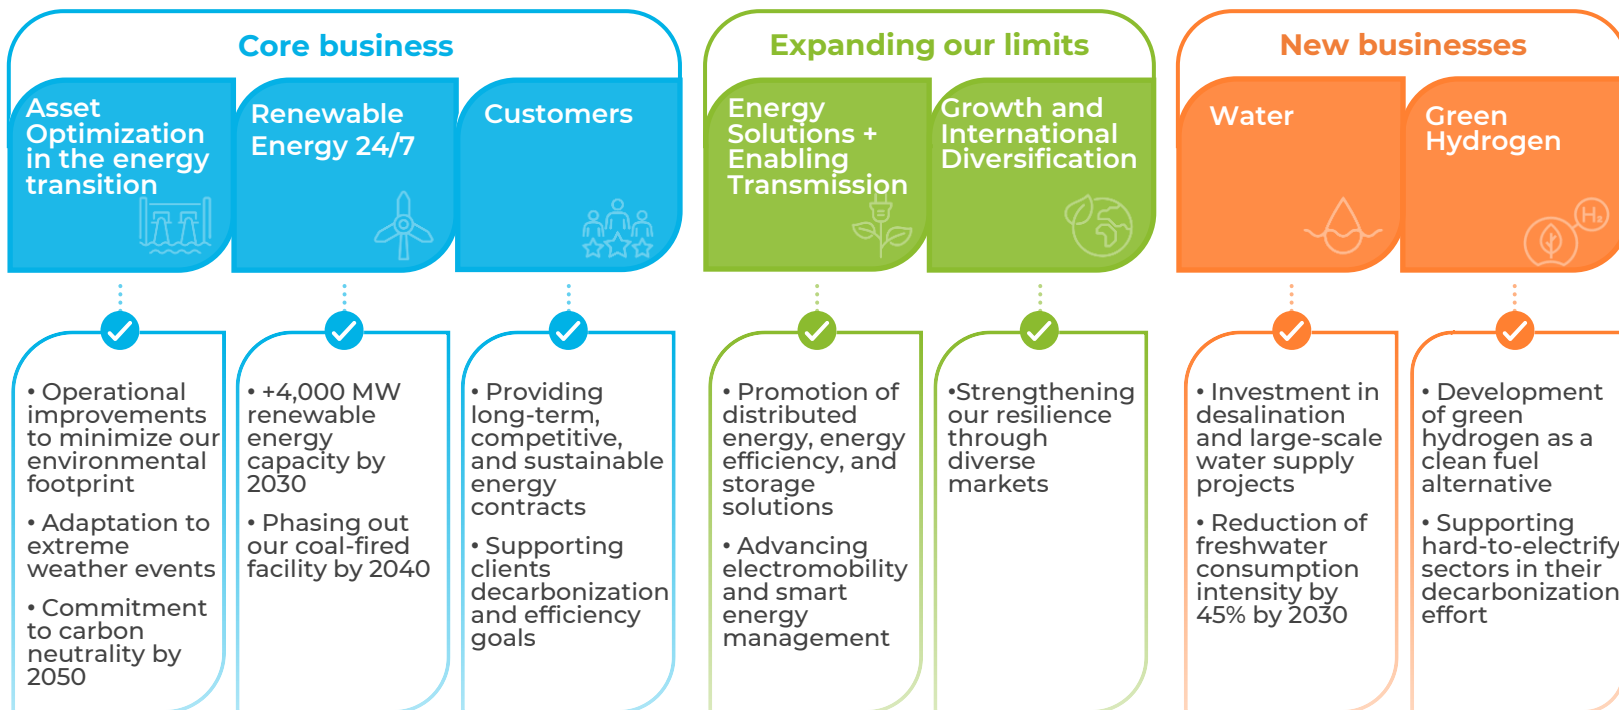 Core business
Asset
Optimization
in the energy
transition
Renewable
Energy 24/7
Customers
• Operational
improvements
to minimize our
environmental
footprint
• Adaptation to
extreme
weather events
• Commitment
to carbon
neutrality by
2050
• +4,000 MW
renewable
energy
capacity by
2030
• Phasing out
our coal-fired
facility by 2040
• Providing
long-term,
competitive,
and sustainable
energy
contracts
• Supporting
clients
decarbonization
and efficiency
goals
Expanding our limits
Energy
Solutions +
Enabling
Transmission
Growth and
International
Diversification
• Promotion of
distributed
energy, energy
efficiency, and
storage
solutions
• Advancing
electromobility
and smart
energy
management
•Strengthening
our resilience
through
diverse
markets
New businesses
Water
Green
Hydrogen
H₂
• Investment in
desalination
and large-scale
water supply
projects
• Reduction of
freshwater
consumption
intensity by
45% by 2030
• Development
of green
hydrogen as a
clean fuel
alternative
• Supporting
hard-to-electrify
sectors in their
decarbonization
effort